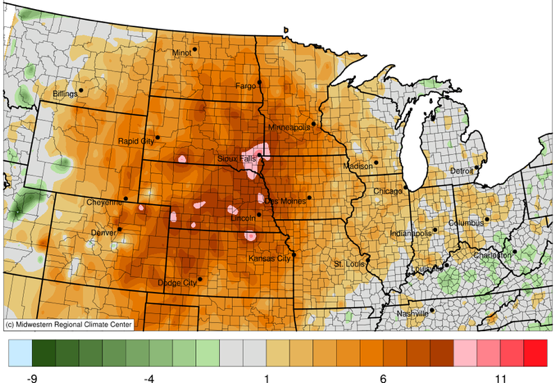 b
Minot
Fargo
Billings
Minneapolis
Rapid City
Sioux Falls
Madison
Detroit
Chicago
Cheyenne
Des Moines
Lincoln
Columbus
Denver
Indianapolis
Charleston
Kansas City
St. Louis
Dodge City
Nashville
(c) Midwestern Regional Climate Center
-9 -4 1 6 11